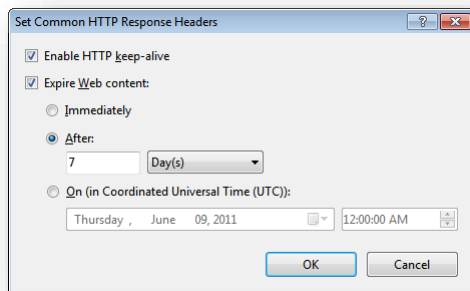 Set Common HTTP Response Headers
Enable HTTP keep-alive
Expire Web content:
Immediately
After:
7 Day(s)
On (in Coordinated Universal Time (UTC)):
Thursday , June 09, 2011 12:00:00 AM
OK Cancel